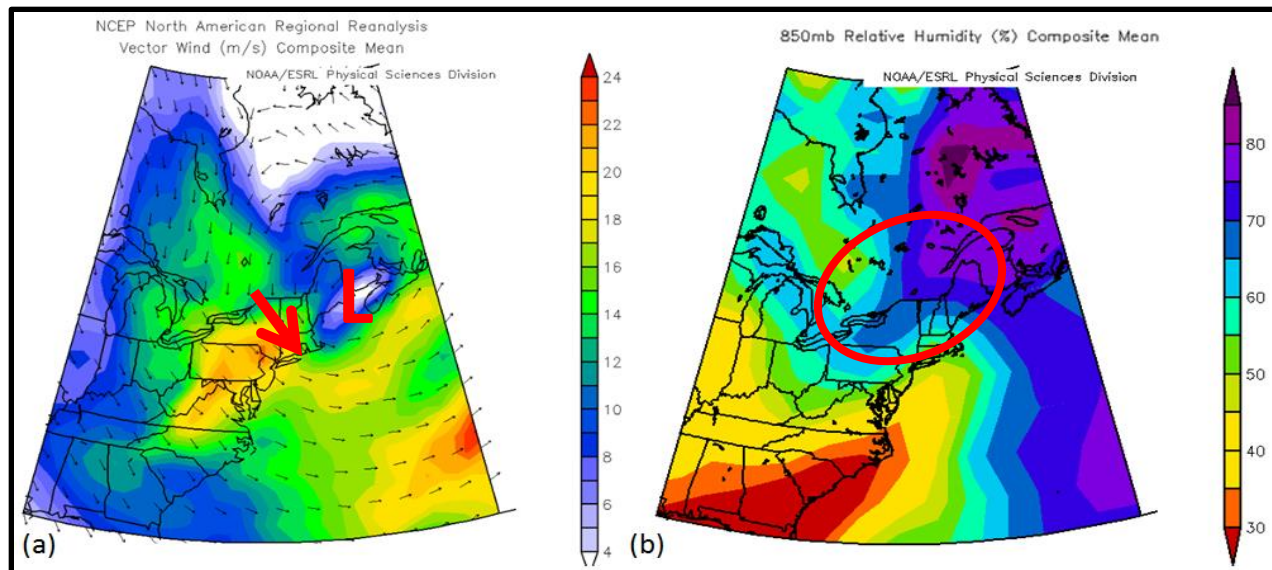 NCEP North American Regional Reanalysis
Vector Wind (m/s) Composite Mean
NOAA/ESRL Physical Sciences Division
24
22
20
18
16
14
12
10
8
6
4
L
(a)
850mb Relative Humidity (%) Composite Mean
NOAA/ESRL Physical Sciences Division
80
70
60
50
40
30
(b)